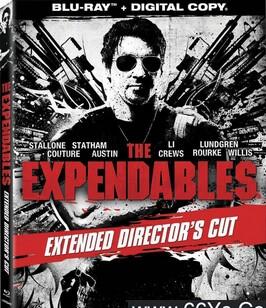 BLU-RAY + DIGITAL COPY
STALLONE STATHAM LI LUNDGREN
COUTURE AUSTIN CREWS ROURKE WILLIS
THE
EXPENDABLES
EXTENDED DIRECTOR'S CUT
THE EXPENDABLES
EXTENDED DIRECTOR'S CUT